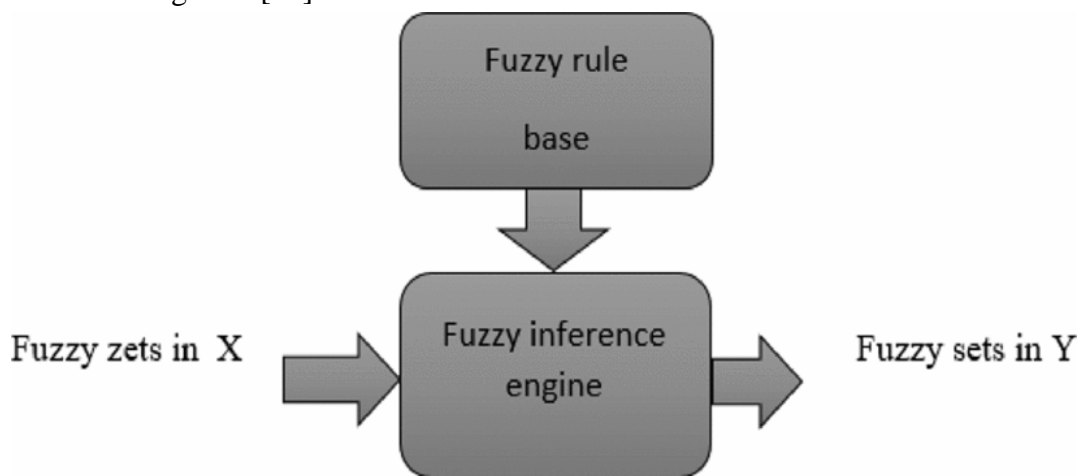 Fuzzy rule
base
Fuzzy zets in X
Fuzzy inference
engine
Fuzzy sets in Y